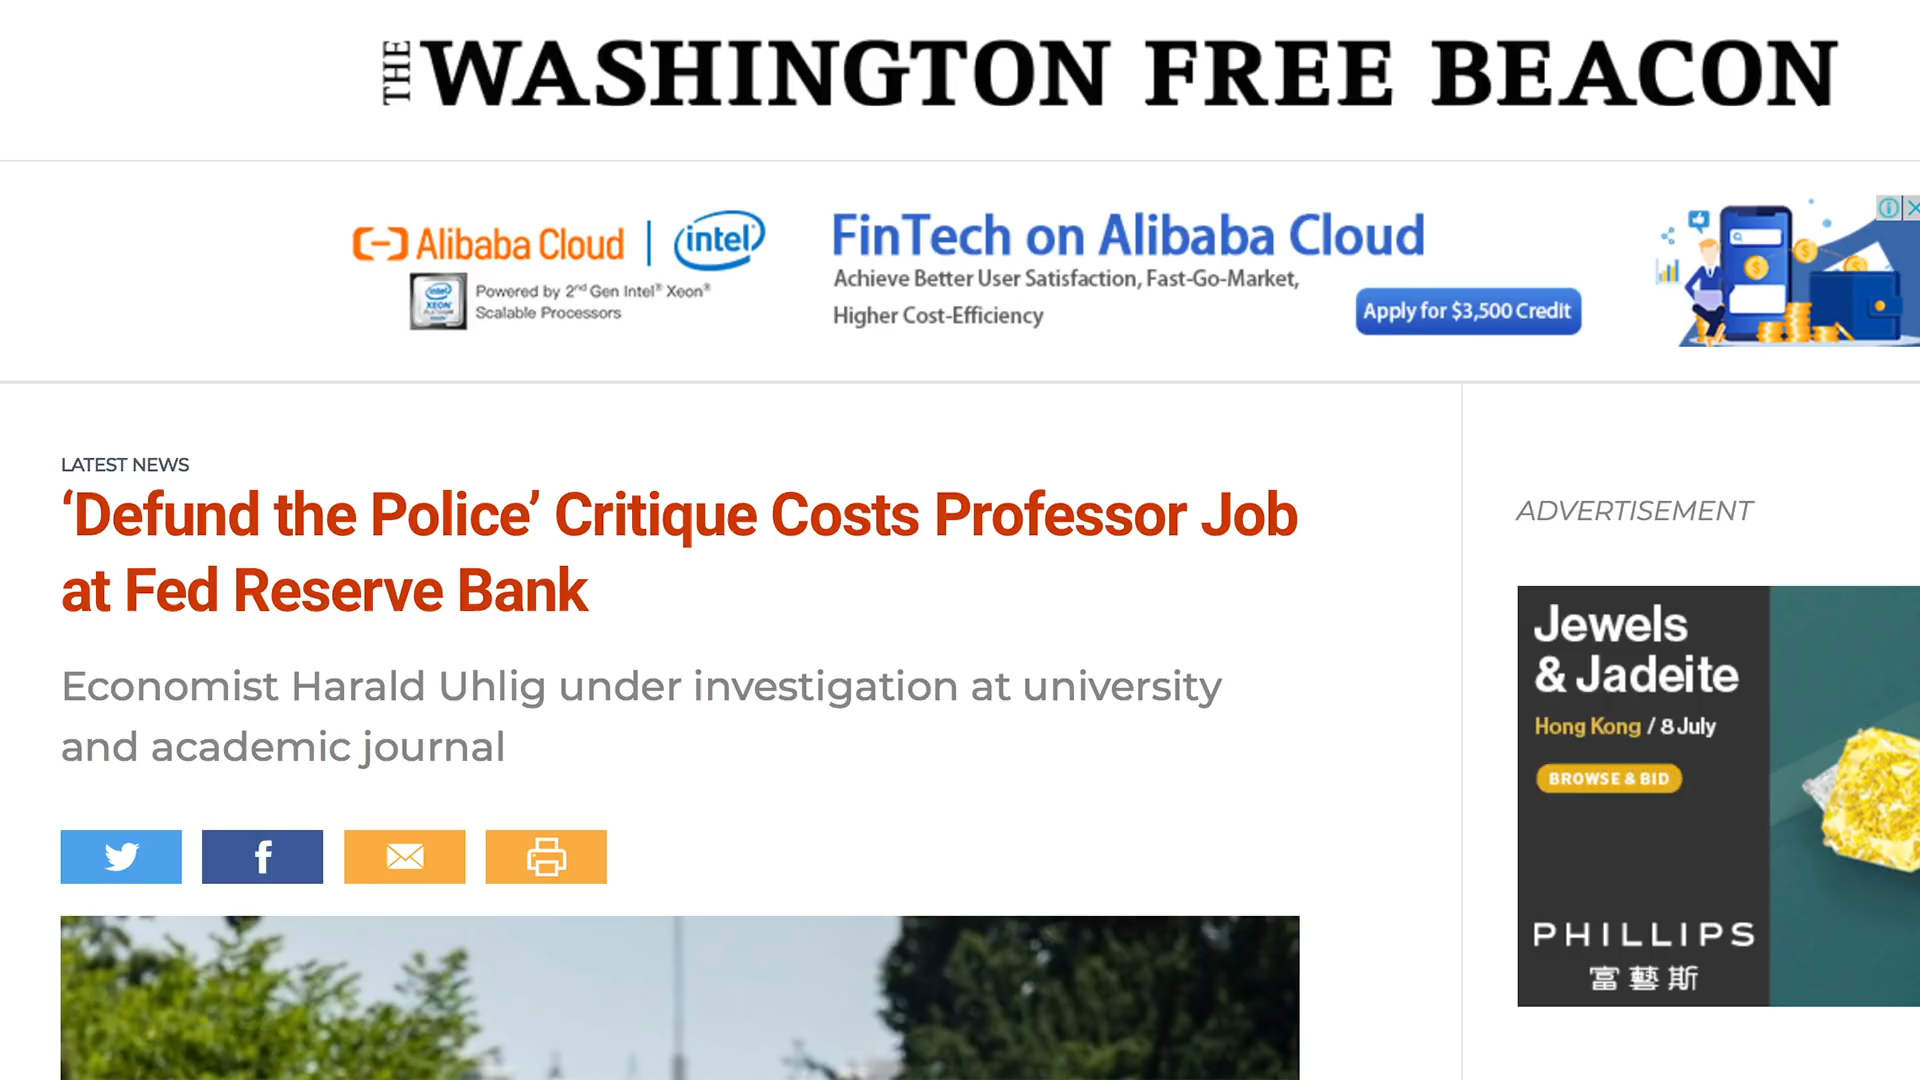 THE WASHINGTON FREE BEACON
Alibaba Cloud | intel
FinTech on Alibaba Cloud
Achieve Better User Satisfaction, Fast-Go-Market,
Higher Cost-Efficiency
intel XEON PLATINUM
Powered by 2nd Gen Intel® Xeon®
Scalable Processors
Apply for $3,500 Credit
LATEST NEWS
‘Defund the Police’ Critique Costs Professor Job
at Fed Reserve Bank
Economist Harald Uhlig under investigation at university
and academic journal
ADVERTISEMENT
Jewels
& Jadeite
Hong Kong / 8 July
BROWSE & BID
PHILLIPS
富藝斯